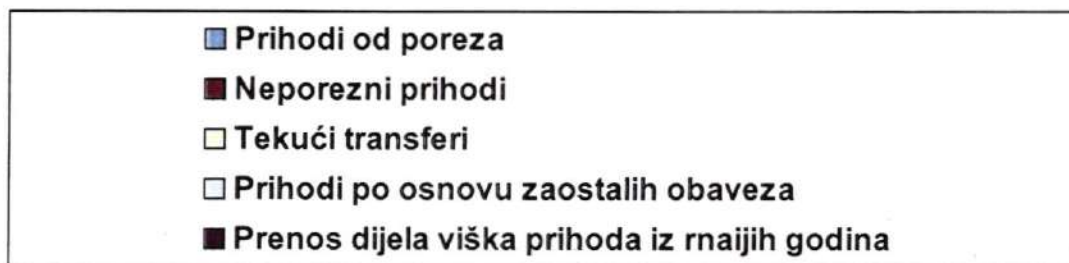 Prihodi od poreza
Neporezni prihodi
Tekući transferi
Prihodi po osnovu zaostalih obaveza
Prenos dijela viška prihoda iz rnaijih godina